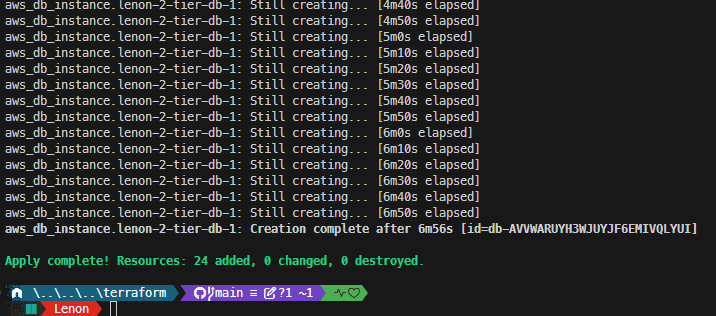 aws_db_instance.lenon-2-tier-db-1: Still creating... [4m40s elapsed]
aws_db_instance.lenon-2-tier-db-1: Still creating... [4m50s elapsed]
aws_db_instance.lenon-2-tier-db-1: Still creating... [5m0s elapsed]
aws_db_instance.lenon-2-tier-db-1: Still creating... [5m10s elapsed]
aws_db_instance.lenon-2-tier-db-1: Still creating... [5m20s elapsed]
aws_db_instance.lenon-2-tier-db-1: Still creating... [5m30s elapsed]
aws_db_instance.lenon-2-tier-db-1: Still creating... [5m40s elapsed]
aws_db_instance.lenon-2-tier-db-1: Still creating... [5m50s elapsed]
aws_db_instance.lenon-2-tier-db-1: Still creating... [6m0s elapsed]
aws_db_instance.lenon-2-tier-db-1: Still creating... [6m10s elapsed]
aws_db_instance.lenon-2-tier-db-1: Still creating... [6m20s elapsed]
aws_db_instance.lenon-2-tier-db-1: Still creating... [6m30s elapsed]
aws_db_instance.lenon-2-tier-db-1: Still creating... [6m40s elapsed]
aws_db_instance.lenon-2-tier-db-1: Still creating... [6m50s elapsed]
aws_db_instance.lenon-2-tier-db-1: Creation complete after 6m56s [id=db-AVVWARUYH3WJUYJF6EMIVQLYUI]
Apply complete! Resources: 24 added, 0 changed, 0 destroyed.
\..\..\..\terraform main ≡ ?1 ~1
Lenon